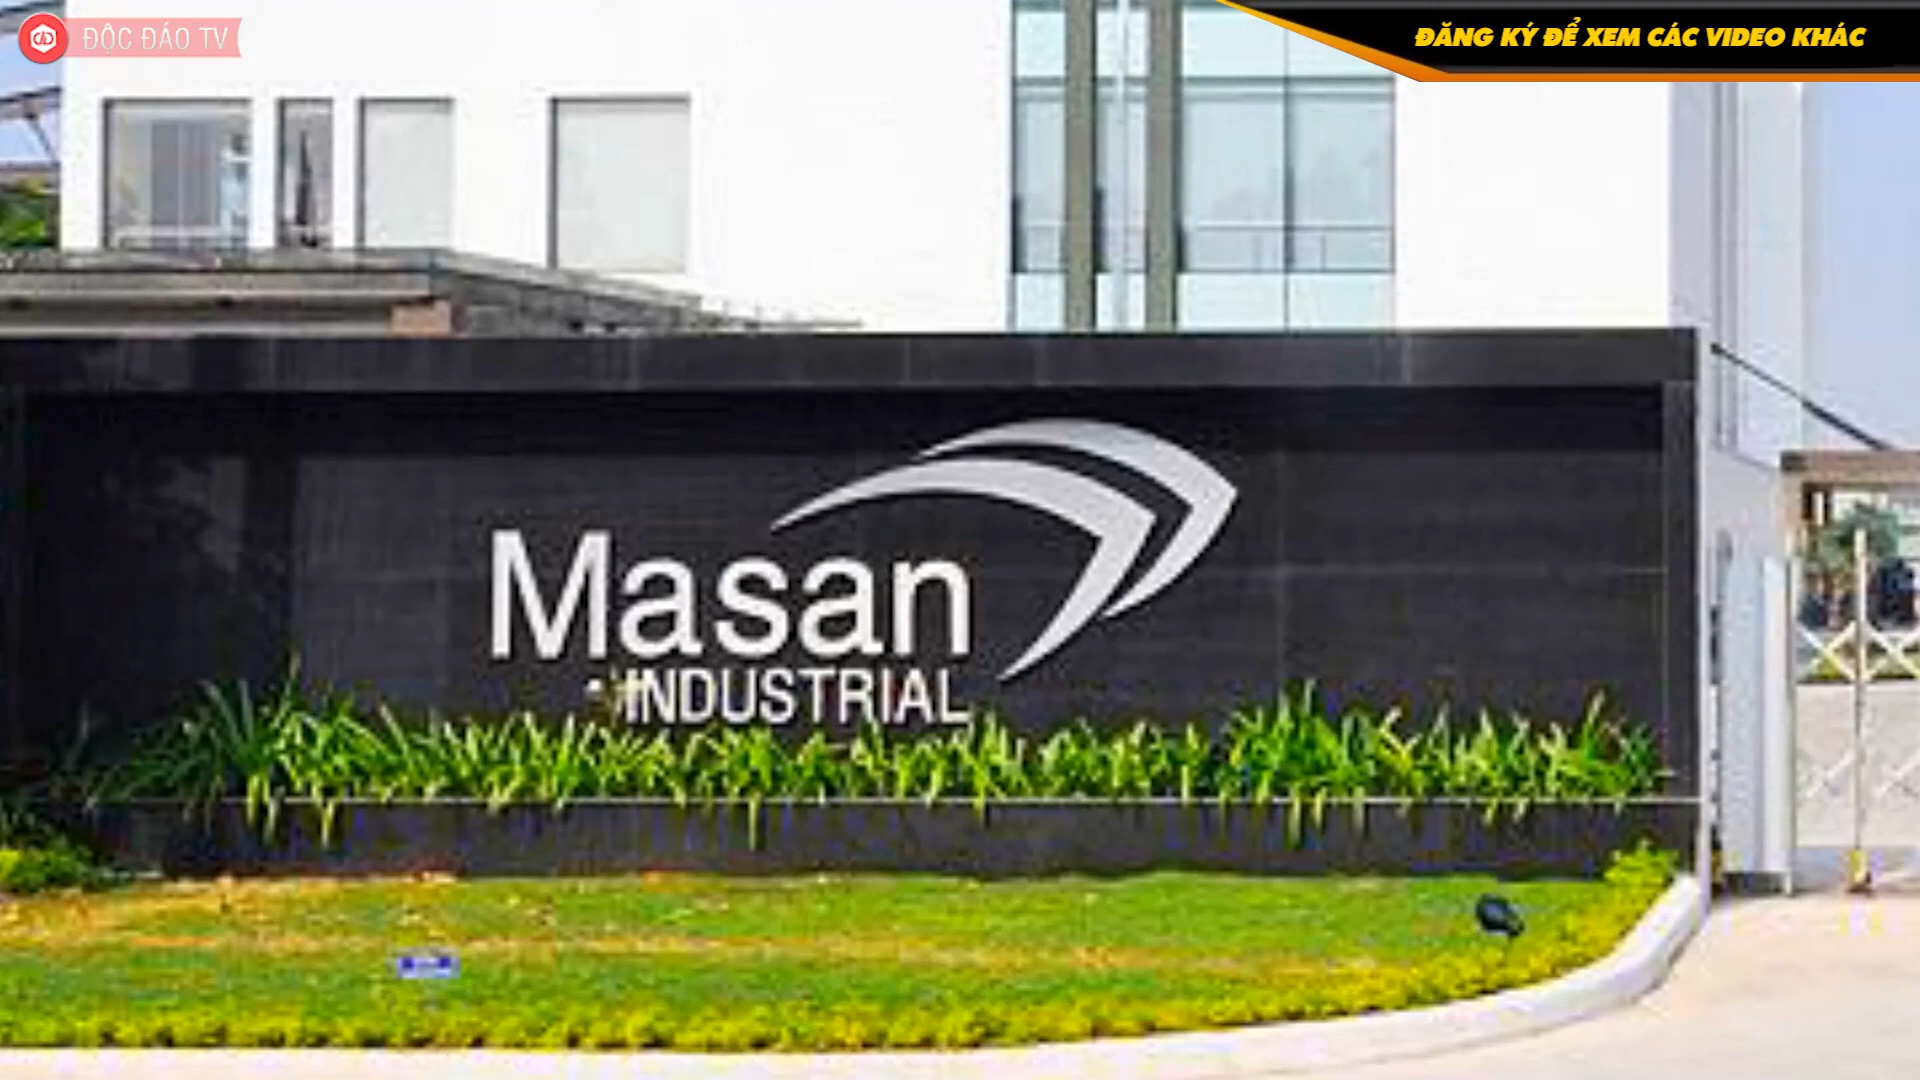 ĐỘC ĐÁO TV
ĐĂNG KÝ ĐỂ XEM CÁC VIDEO KHÁC
Masan
INDUSTRIAL